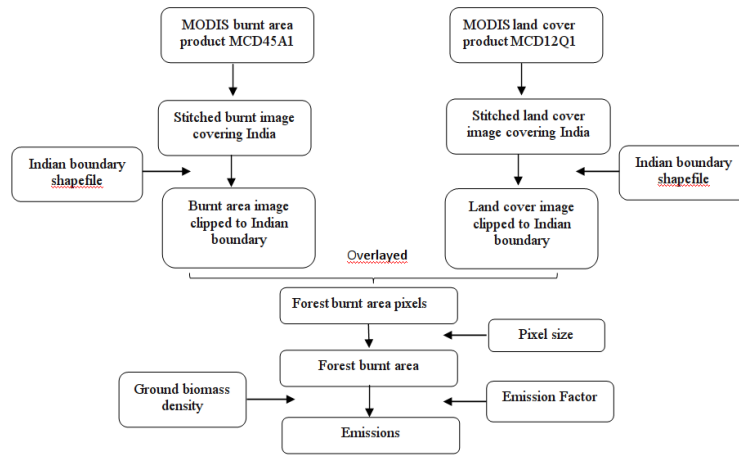 MODIS burnt area
product MCD45A1
MODIS land cover
product MCD12Q1
Stitched burnt image
covering India
Stitched land cover
image covering India
Indian boundary
shapefile
Indian boundary
shapefile
Burnt area image
clipped to Indian
boundary
Land cover image
clipped to Indian
boundary
Overlayed
Forest burnt area pixels
Pixel size
Forest burnt area
Ground biomass
density
Emission Factor
Emissions